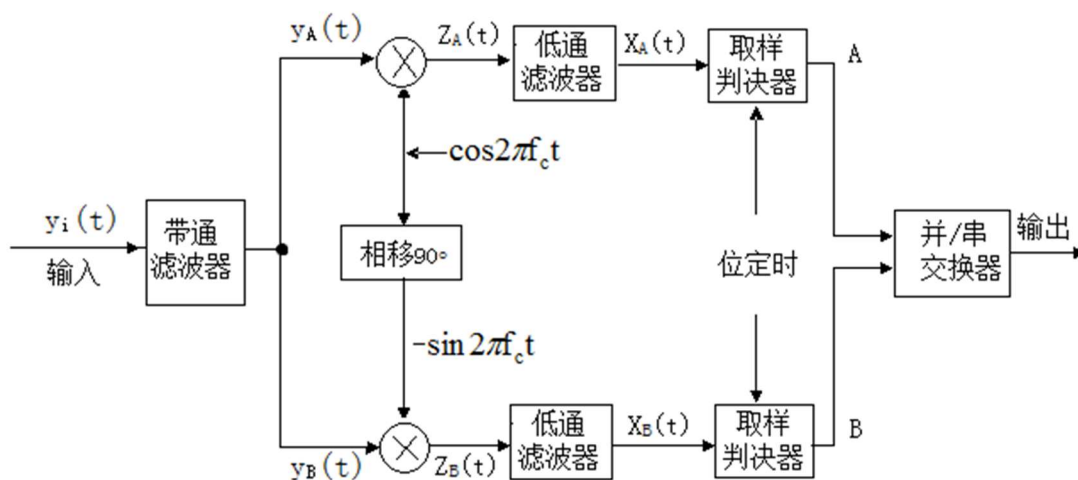 yA(t)
ZA(t)
低通
滤波器
XA(t)
取样
判决器
A
cos2πfct
yi(t)
输入
带通
滤波器
相移90°
位定时
并/串
交换器
输出
-sin 2πfct
yB(t)
ZB(t)
低通
滤波器
XB(t)
取样
判决器
B